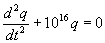 d²q/dt² + 10¹⁶q = 0